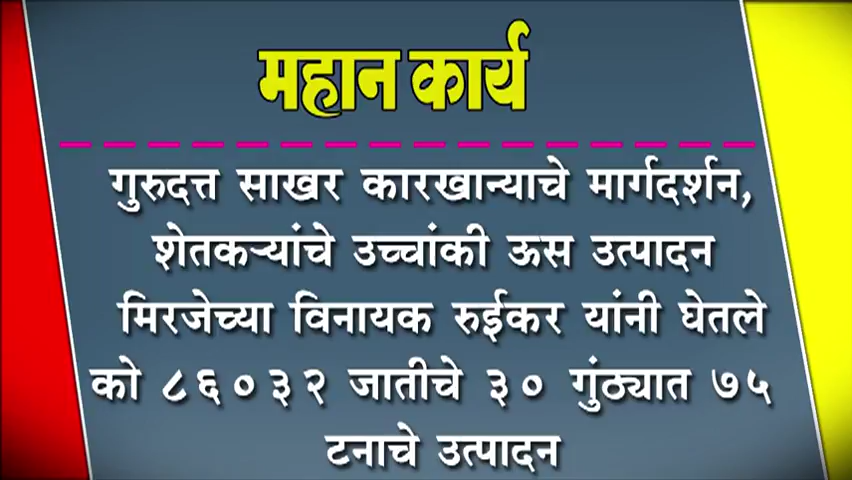 महान कार्य
गुरुदत्त साखर कारखान्याचे मार्गदर्शन,
शेतकऱ्यांचे उच्चांकी ऊस उत्पादन
मिरजेच्या विनायक रुईकर यांनी घेतले
को ८६०३२ जातीचे ३० गुंठ्यात ७५
टनाचे उत्पादन